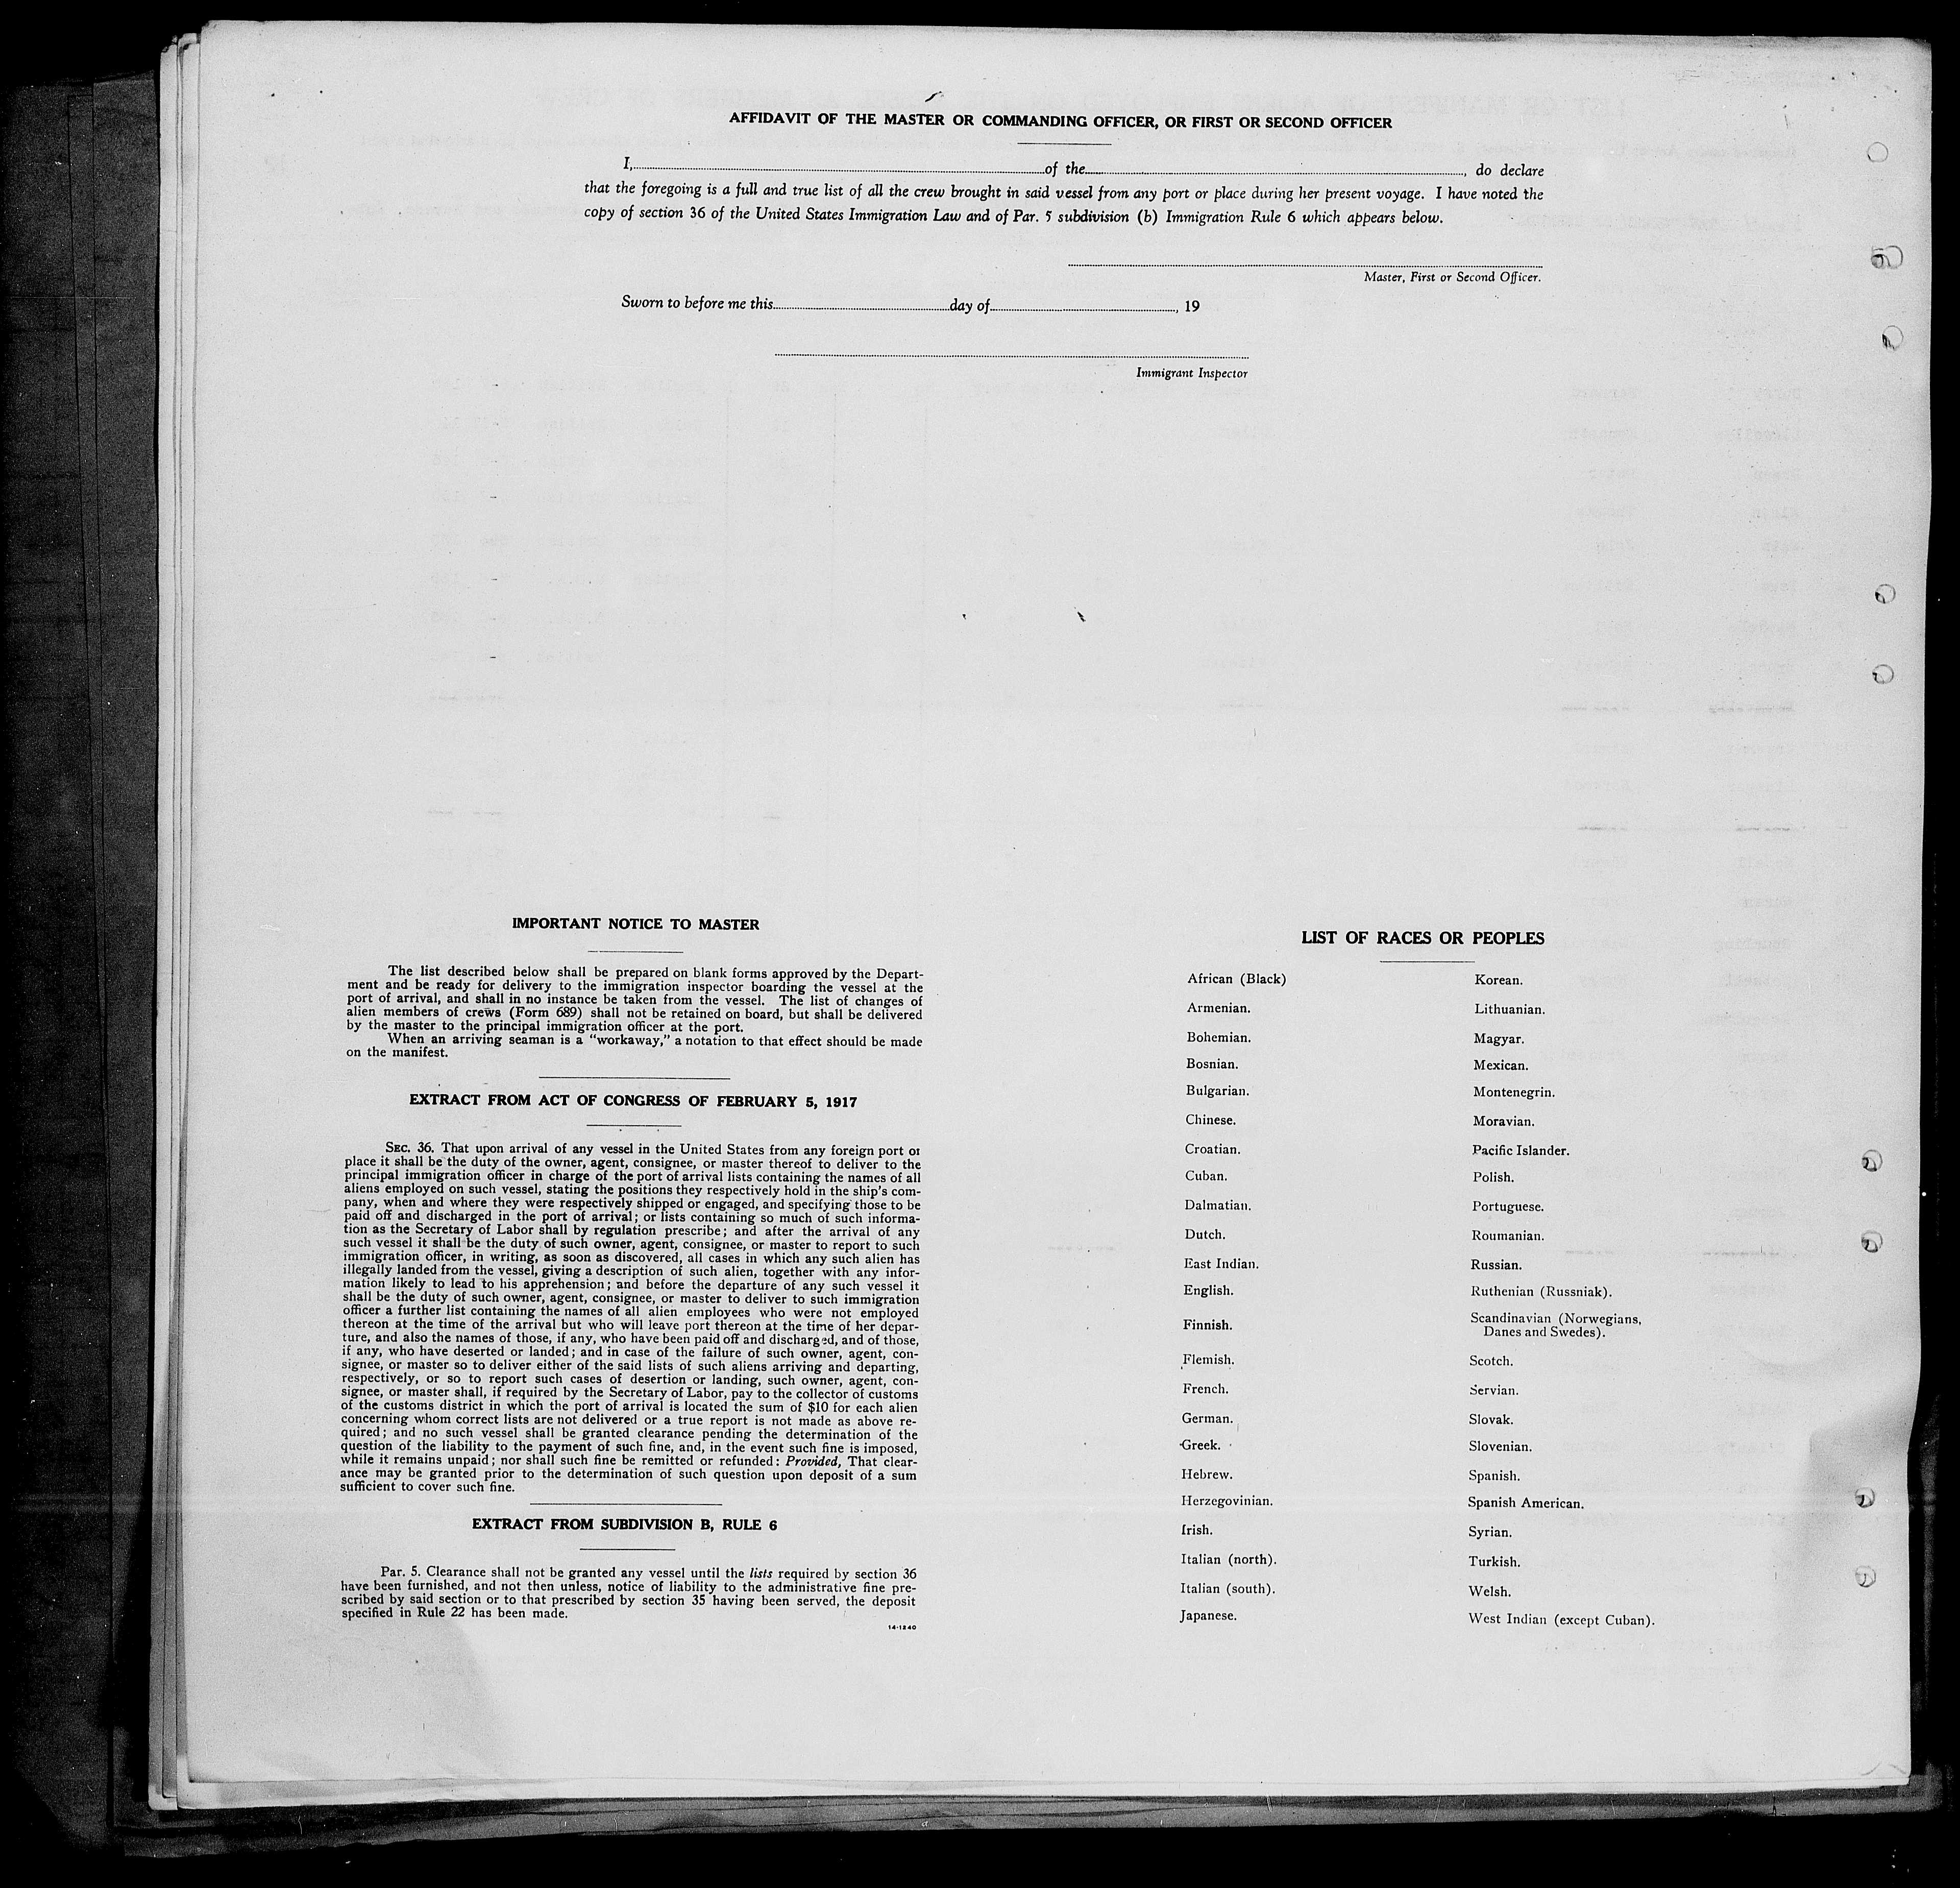 AFFIDAVIT OF THE MASTER OR COMMANDING OFFICER, OR FIRST OR SECOND OFFICER
I, of the , do declare
that the foregoing is a full and true list of all the crew brought in said vessel from any port or place during her present voyage. I have noted the
copy of section 36 of the United States Immigration Law and of Par. 5 subdivision (b) Immigration Rule 6 which appears below.
Master, First or Second Officer.
Sworn to before me this day of , 19
Immigrant Inspector
IMPORTANT NOTICE TO MASTER
The list described below shall be prepared on blank forms approved by the Depart-
ment and be ready for delivery to the immigration inspector boarding the vessel at the
port of arrival, and shall in no instance be taken from the vessel. The list of changes of
alien members of crews (Form 689) shall not be retained on board, but shall be delivered
by the master to the principal immigration officer at the port.
When an arriving seaman is a "workaway," a notation to that effect should be made
on the manifest.
EXTRACT FROM ACT OF CONGRESS OF FEBRUARY 5, 1917
SEC. 36. That upon arrival of any vessel in the United States from any foreign port or
place it shall be the duty of the owner, agent, consignee, or master thereof to deliver to the
principal immigration officer in charge of the port of arrival lists containing the names of all
aliens employed on such vessel, stating the positions they respectively hold in the ship's com-
pany, when and where they were respectively shipped or engaged, and specifying those to be
paid off and discharged in the port of arrival; or lists containing so much of such informa-
tion as the Secretary of Labor shall by regulation prescribe; and after the arrival of any
such vessel it shall be the duty of such owner, agent, consignee, or master to report to such
immigration officer, in writing, as soon as discovered, all cases in which any such alien has
illegally landed from the vessel, giving a description of such alien, together with any infor-
mation likely to lead to his apprehension; and before the departure of any such vessel it
shall be the duty of such owner, agent, consignee, or master to deliver to such immigration
officer a further list containing the names of all alien employees who were not employed
thereon at the time of the arrival but who will leave port thereon at the time of her depar-
ture, and also the names of those, if any, who have been paid off and discharged, and of those,
if any, who have deserted or landed; and in case of the failure of such owner, agent, con-
signee, or master so to deliver either of the said lists of such aliens arriving and departing,
respectively, or so to report such cases of desertion or landing, such owner, agent, con-
signee, or master shall, if required by the Secretary of Labor, pay to the collector of customs
of the customs district in which the port of arrival is located the sum of $10 for each alien
concerning whom correct lists are not delivered or a true report is not made as above re-
quired; and no such vessel shall be granted clearance pending the determination of the
question of the liability to the payment of such fine, and, in the event such fine is imposed,
while it remains unpaid; nor shall such fine be remitted or refunded: Provided, That clear-
ance may be granted prior to the determination of such question upon deposit of a sum
sufficient to cover such fine.
EXTRACT FROM SUBDIVISION B, RULE 6
Par. 5. Clearance shall not be granted any vessel until the lists required by section 36
have been furnished, and not then unless, notice of liability to the administrative fine pre-
scribed by said section or to that prescribed by section 35 having been served, the deposit
specified in Rule 22 has been made.
14-1240
LIST OF RACES OR PEOPLES
African (Black)
Armenian.
Bohemian.
Bosnian.
Bulgarian.
Chinese.
Croatian.
Cuban.
Dalmatian.
Dutch.
East Indian.
English.
Finnish.
Flemish.
French.
German.
Greek.
Hebrew.
Herzegovinian.
Irish.
Italian (north).
Italian (south).
Japanese.
Korean.
Lithuanian.
Magyar.
Mexican.
Montenegrin.
Moravian.
Pacific Islander.
Polish.
Portuguese.
Roumanian.
Russian.
Ruthenian (Russniak).
Scandinavian (Norwegians,
Danes and Swedes).
Scotch.
Servian.
Slovak.
Slovenian.
Spanish.
Spanish American.
Syrian.
Turkish.
Welsh.
West Indian (except Cuban).